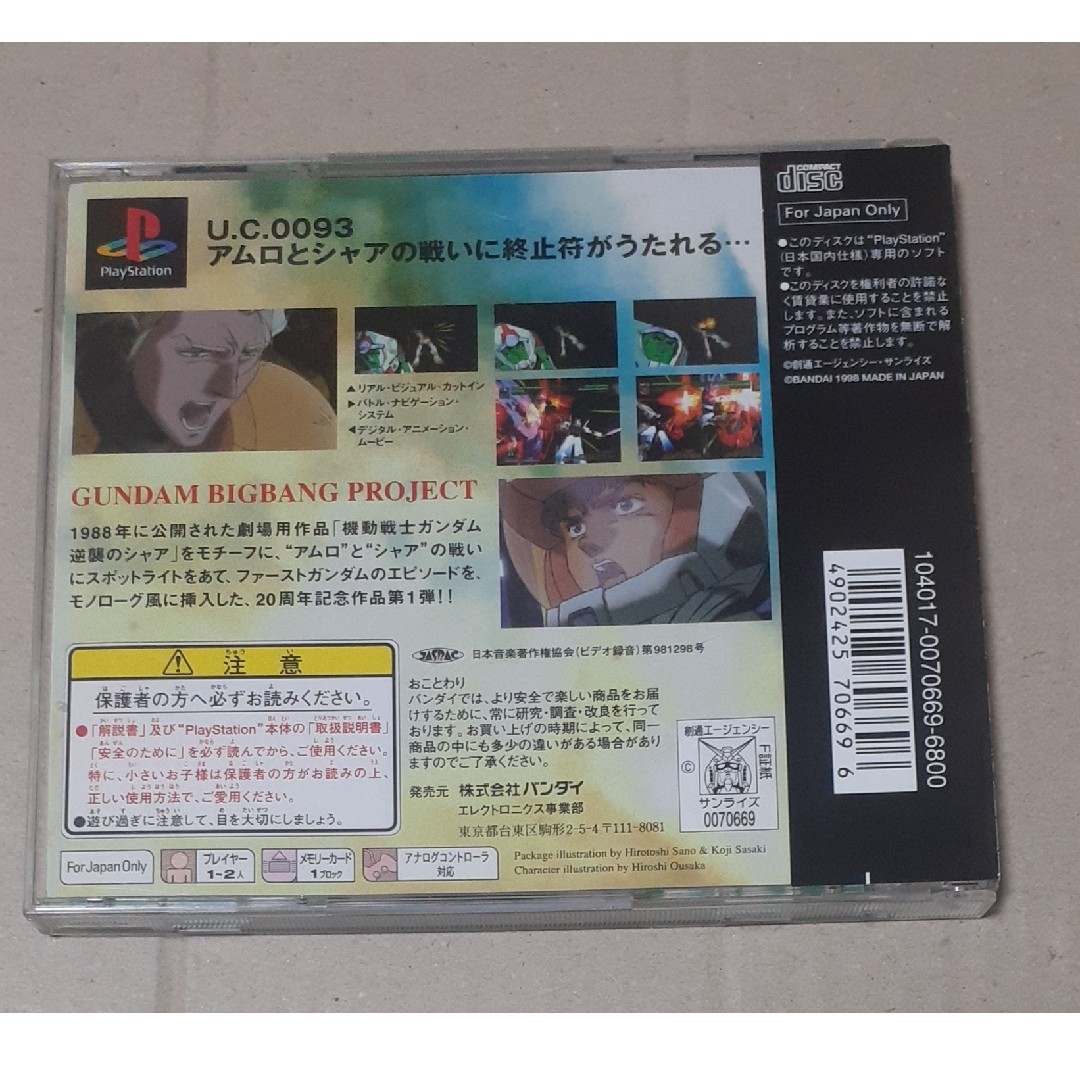 PlayStation
U.C.0093
アムロとシャアの戦いに終止符がうたれる…
▲リアル・ビジュアル・カットイン
▶バトル・ナビゲーション・
システム
◀デジタル・アニメーション・
ムービー
GUNDAM BIGBANG PROJECT
1988年に公開された劇場用作品「機動戦士ガンダム
逆襲のシャア」をモチーフに、“アムロ”と“シャア”の戦い
にスポットライトをあて、ファーストガンダムのエピソードを、
モノローグ風に挿入した、20周年記念作品第1弾!!
注意
保護者の方へ必ずお読みください。
●「解説書」及び“PlayStation”本体の「取扱説明書」
「安全のために」を必ず読んでから、ご使用ください。
特に、小さいお子様は保護者の方がお読みの上、
正しい使用方法で、ご愛用ください。
●遊び過ぎに注意して、目を大切にしましょう。
For Japan Only
プレイヤー
1~2人
メモリーカード
1ブロック
アナログコントローラ
対応
JASRAC
日本音楽著作権協会(ビデオ録音)第981298号
おことわり
バンダイでは、より安全で楽しい商品をお届
けするために、常に研究・調査・改良を行って
おります。お買い上げの時期によって、同一
商品の中にも多少の違いがある場合があり
ますのでご了承ください。
発売元 株式会社バンダイ
エレクトロニクス事業部
東京都台東区駒形2-5-4 〒111-8081
Package illustration by Hirotoshi Sano & Koji Sasaki
Character illustration by Hiroshi Ousaka
創通エージェンシー
©
F証紙
サンライズ
0070669
COMPACT
disc
For Japan Only
●このディスクは“PlayStation”
(日本国内仕様)専用のソフト
です。
●このディスクを権利者の許諾な
く賃貸業に使用することを禁止
します。また、ソフトに含まれる
プログラム等著作物を無断で解
析することを禁止します。
©創通エージェンシー・サンライズ
©BANDAI 1998 MADE IN JAPAN
104017-0070669-6800
4902425 70669 6